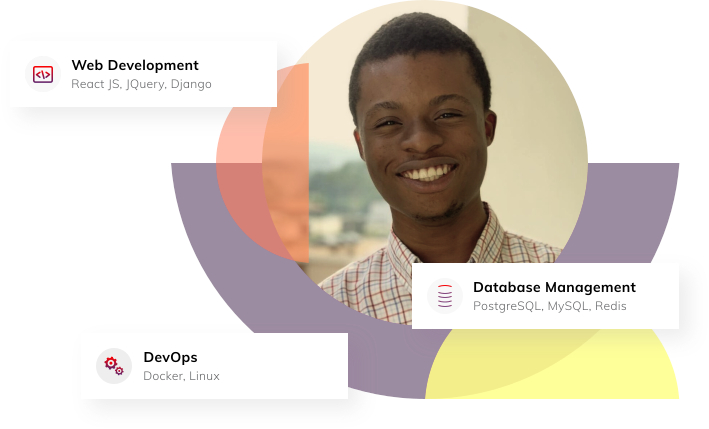 Web Development
React JS, JQuery, Django
Database Management
PostgreSQL, MySQL, Redis
DevOps
Docker, Linux